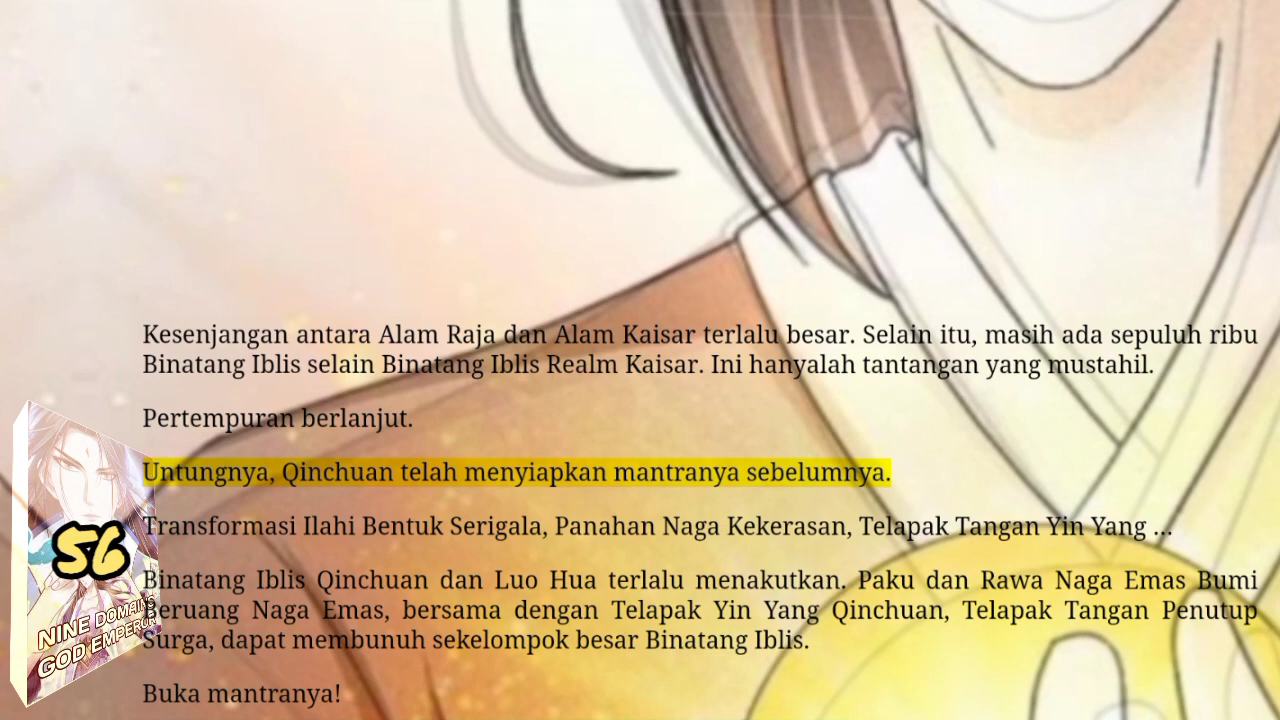 Kesenjangan antara Alam Raja dan Alam Kaisar terlalu besar. Selain itu, masih ada sepuluh ribu
Binatang Iblis selain Binatang Iblis Realm Kaisar. Ini hanyalah tantangan yang mustahil.
Pertempuran berlanjut.
Untungnya, Qinchuan telah menyiapkan mantranya sebelumnya.
Transformasi Ilahi Bentuk Serigala, Panahan Naga Kekerasan, Telapak Tangan Yin Yang ...
Binatang Iblis Qinchuan dan Luo Hua terlalu menakutkan. Paku dan Rawa Naga Emas Bumi
Beruang Naga Emas, bersama dengan Telapak Yin Yang Qinchuan, Telapak Tangan Penutup
Surga, dapat membunuh sekelompok besar Binatang Iblis.
Buka mantranya!
56
NINE DOMAINS
GOD EMPEROR